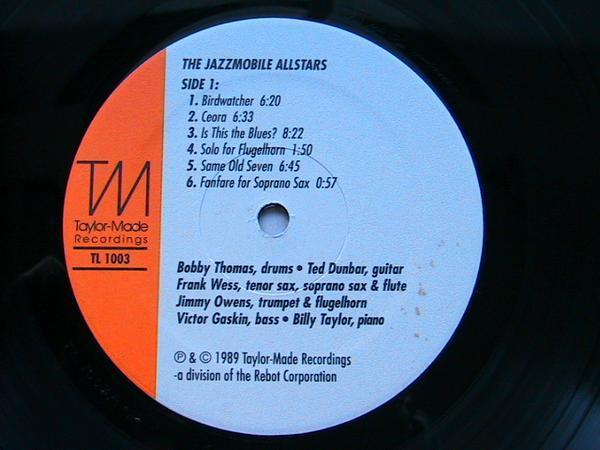 THE JAZZMOBILE ALLSTARS
SIDE 1:
1. Birdwatcher 6:20
2. Ceora 6:33
3. Is This the Blues? 8:22
4. Solo for Flugelhorn 1:50
5. Same Old Seven 6:45
6. Fanfare for Soprano Sax 0:57
TM
Taylor-Made
Recordings
TL 1003
Bobby Thomas, drums • Ted Dunbar, guitar
Frank Wess, tenor sax, soprano sax & flute
Jimmy Owens, trumpet & flugelhorn
Victor Gaskin, bass • Billy Taylor, piano
℗ & © 1989 Taylor-Made Recordings
-a division of the Rebot Corporation